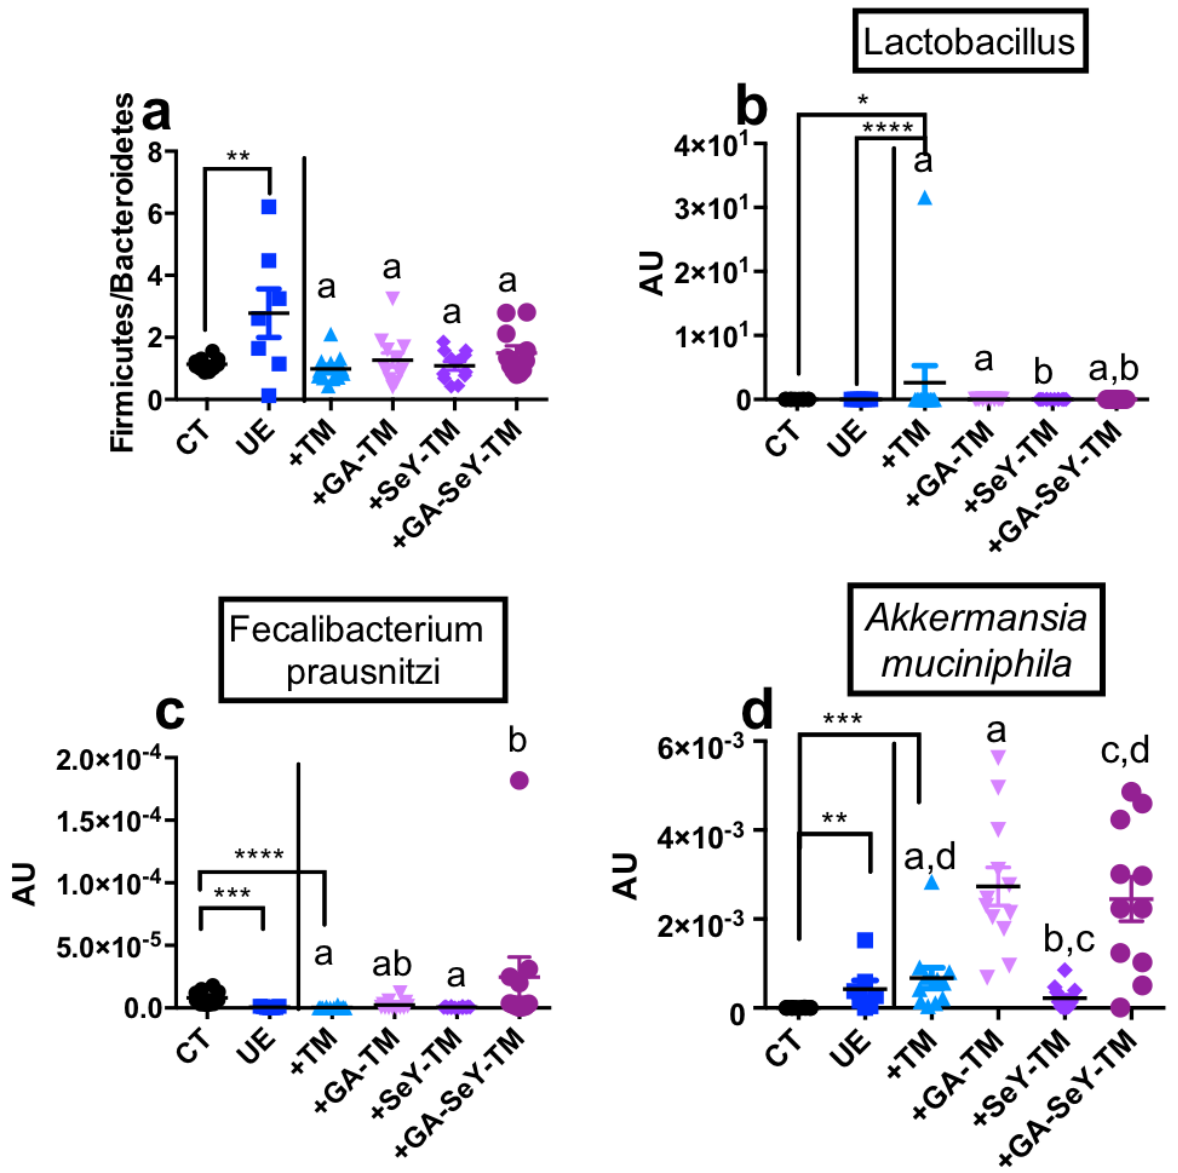 a
Firmicutes/Bacteroidetes
8
6
4
2
0
**
a
a
a
a
CT
UE
+TM
+GA-TM
+SeY-TM
+GA-SeY-TM
Lactobacillus
b
AU
4×10¹
3×10¹
2×10¹
1×10¹
0
*
****
a
a
b
a,b
CT
UE
+TM
+GA-TM
+SeY-TM
+GA-SeY-TM
Fecalibacterium
prausnitzi
c
AU
2.0×10⁻⁴
1.5×10⁻⁴
1.0×10⁻⁴
5.0×10⁻⁵
0.0
****
***
a
ab
a
b
CT
UE
+TM
+GA-TM
+SeY-TM
+GA-SeY-TM
Akkermansia
muciniphila
d
AU
6×10⁻³
4×10⁻³
2×10⁻³
0
***
**
a,d
a
b,c
c,d
CT
UE
+TM
+GA-TM
+SeY-TM
+GA-SeY-TM